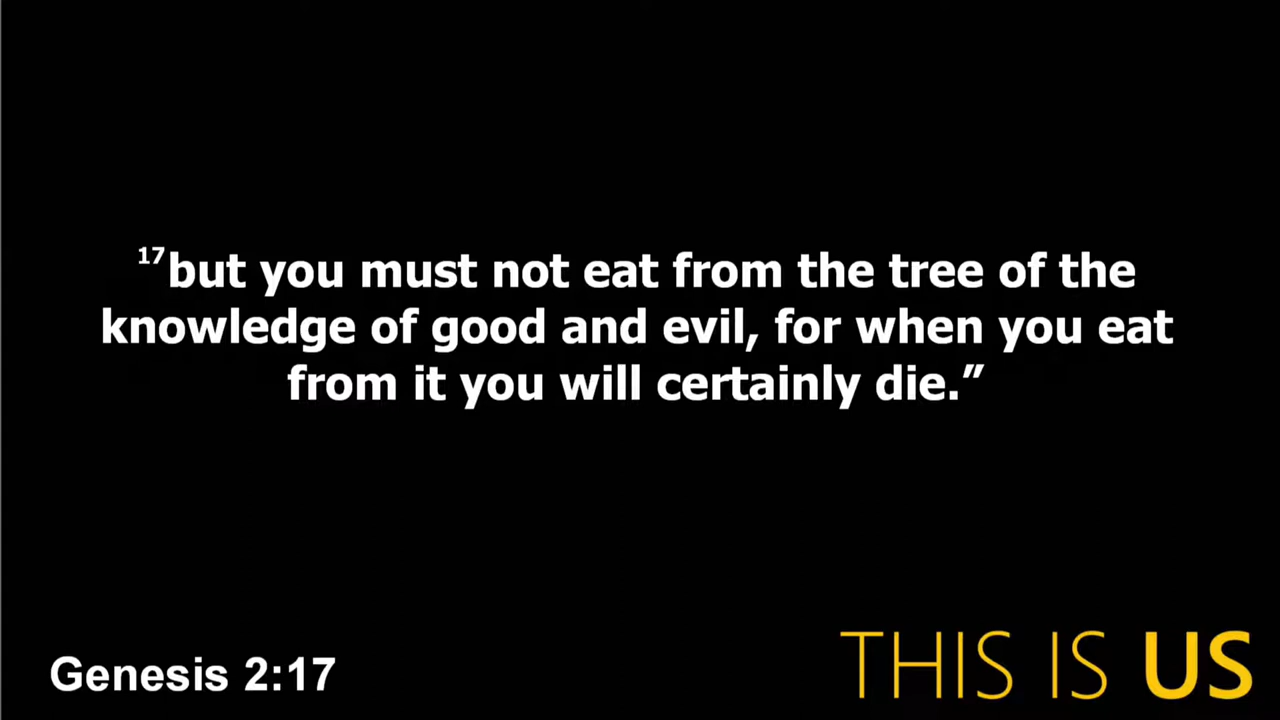 17but you must not eat from the tree of the
knowledge of good and evil, for when you eat
from it you will certainly die.”
Genesis 2:17
THIS IS US